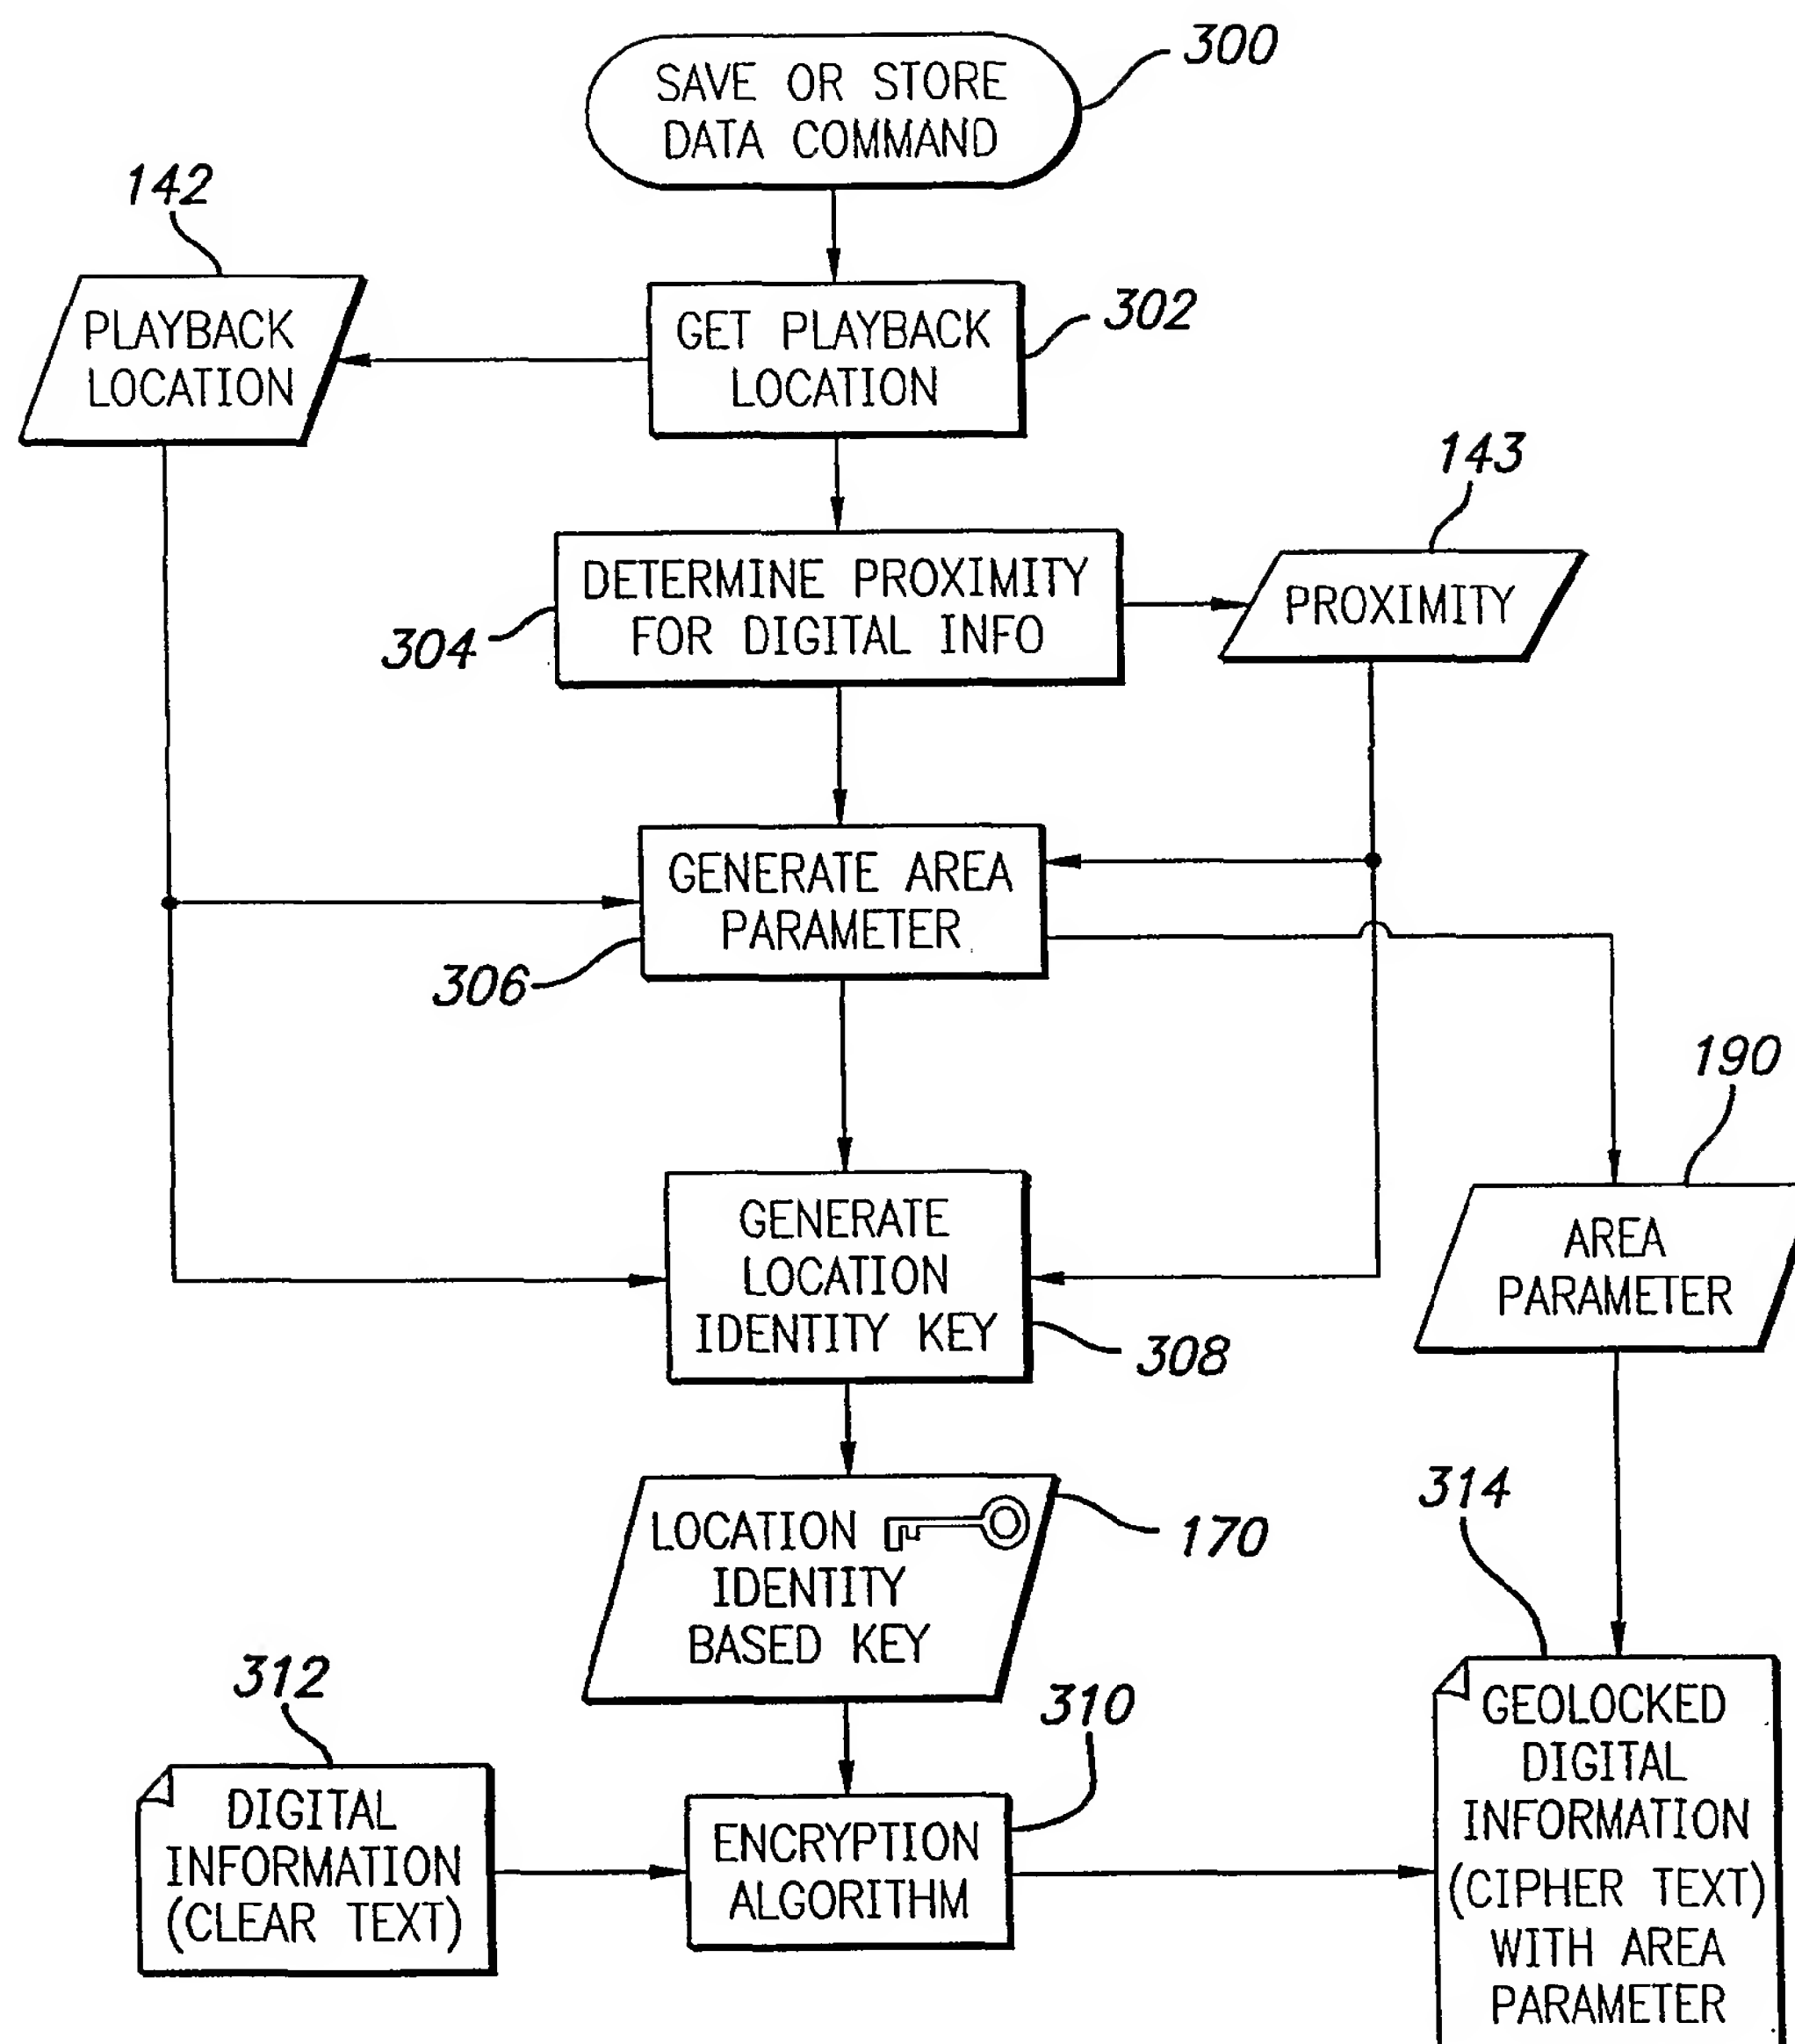 300
SAVE OR STORE
DATA COMMAND
142
PLAYBACK
LOCATION
GET PLAYBACK
LOCATION
302
143
DETERMINE PROXIMITY
FOR DIGITAL INFO
304
PROXIMITY
GENERATE AREA
PARAMETER
306
190
GENERATE
LOCATION
IDENTITY KEY
308
AREA
PARAMETER
LOCATION
IDENTITY
BASED KEY
170
314
312
DIGITAL
INFORMATION
(CLEAR TEXT)
310
ENCRYPTION
ALGORITHM
GEOLOCKED
DIGITAL
INFORMATION
(CIPHER TEXT)
WITH AREA
PARAMETER